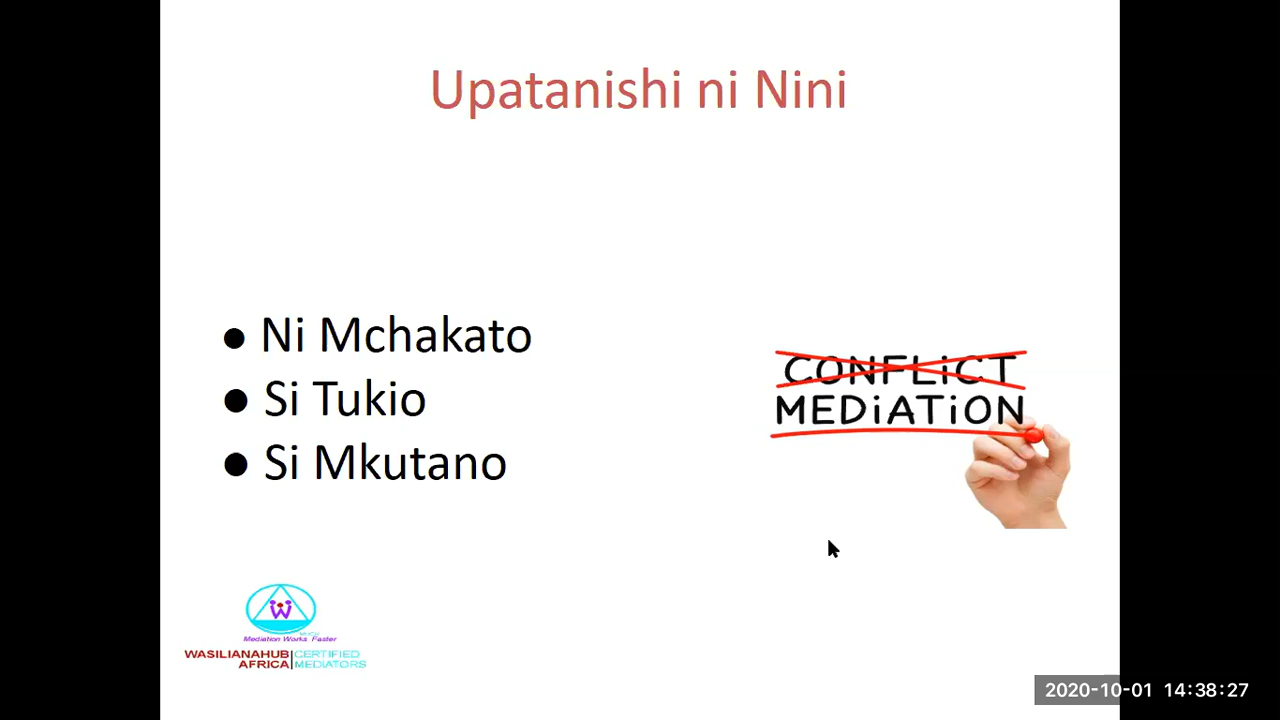 Upatanishi ni Nini
● Ni Mchakato
● Si Tukio
● Si Mkutano
CONFLiCT
MEDiATiON
W
Mediation Works Faster
WASILIANAHUB
AFRICA
CERTIFIED
MEDIATORS
2020-10-01 14:38:27